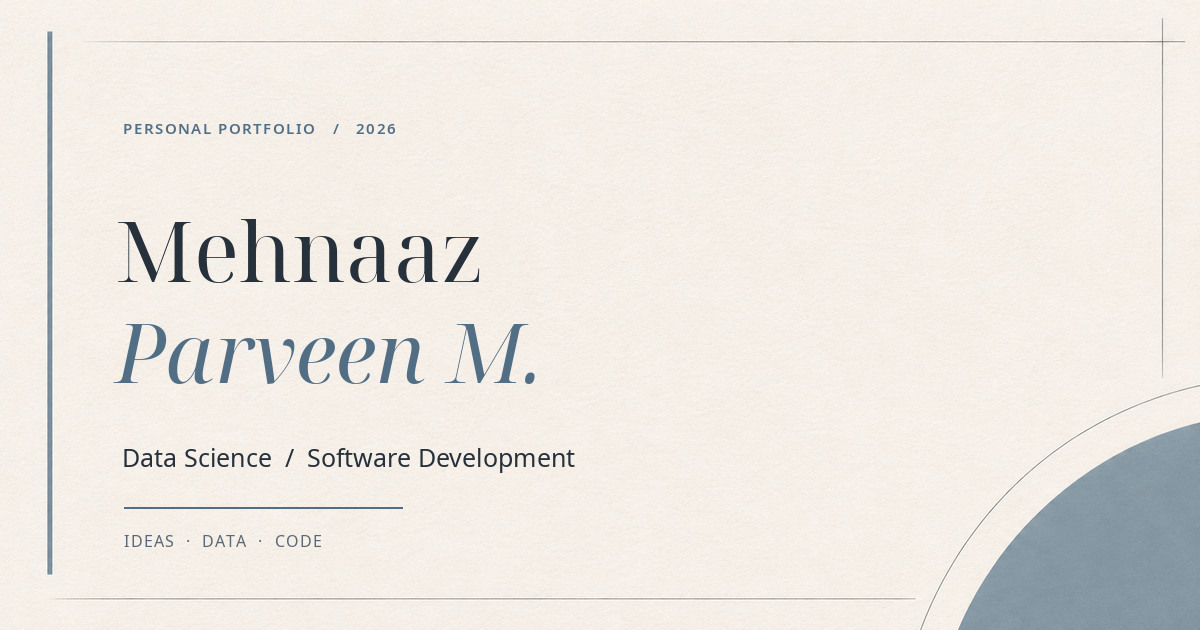 PERSONAL PORTFOLIO / 2026
Mehnaaz
Parveen M.
Data Science / Software Development
IDEAS · DATA · CODE